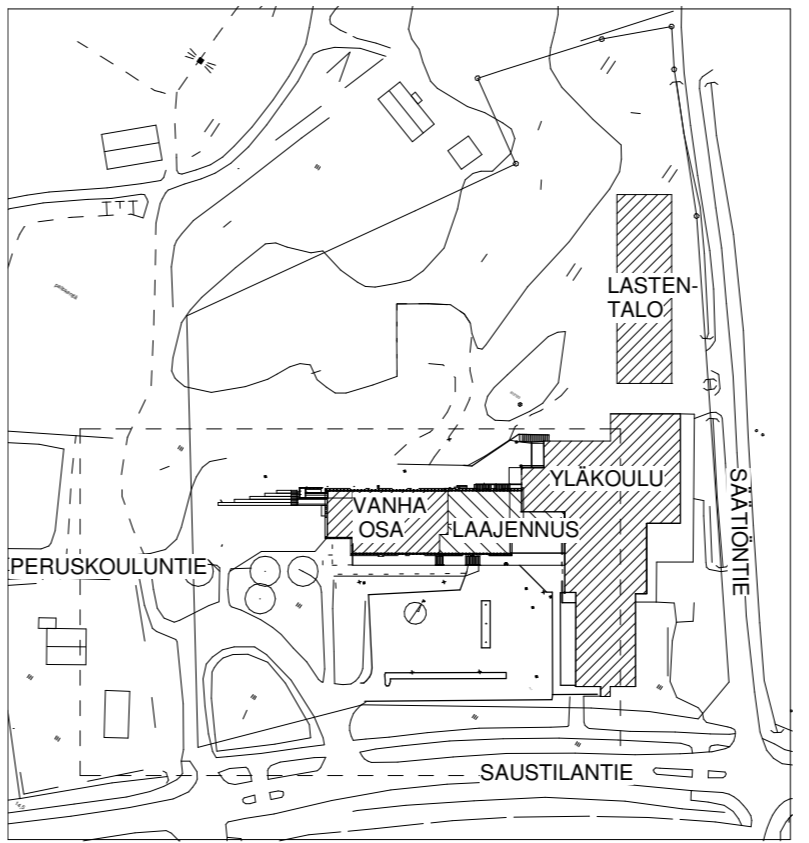 LASTEN-
TALO
YLÄKOULU
VANHA
OSA
LAAJENNUS
SÄÄTIÖNTIE
PERUSKOULUNTIE
SAUSTILANTIE